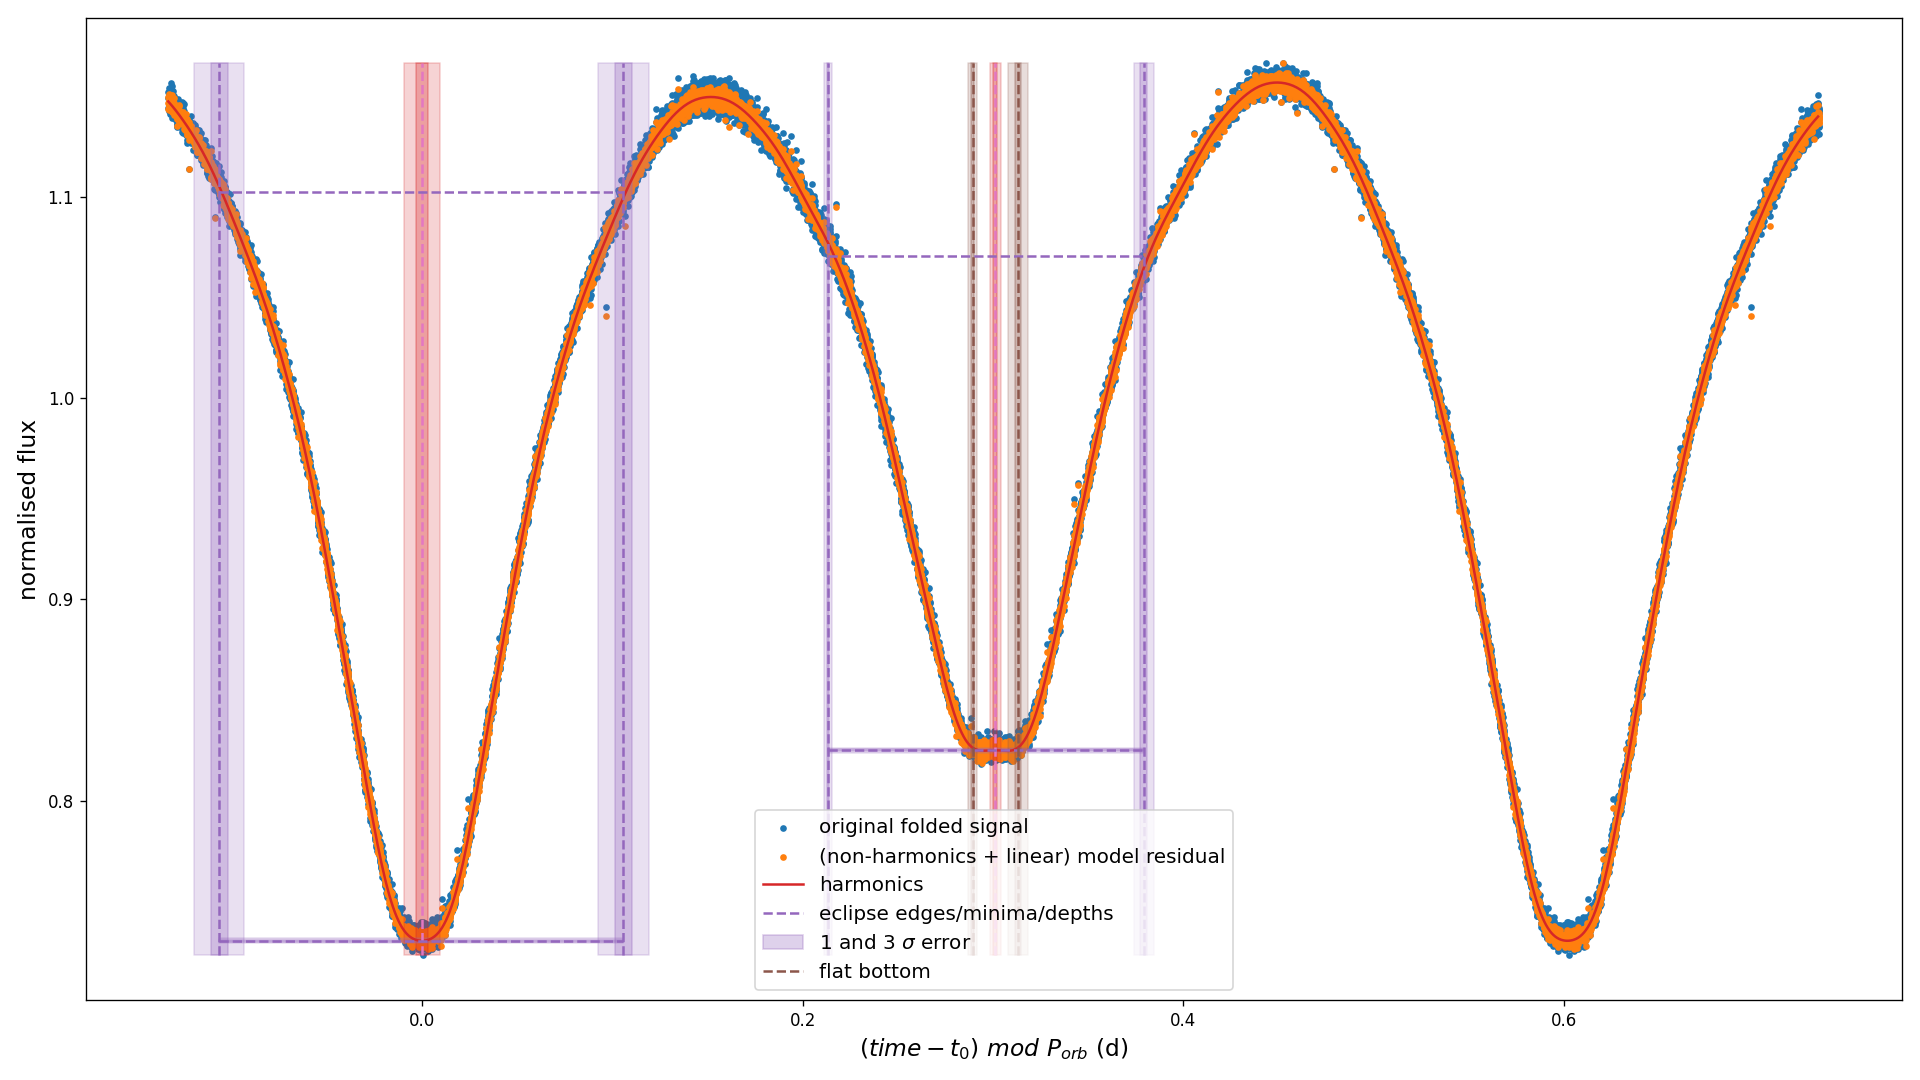 normalised flux
1.1
1.0
0.9
0.8
original folded signal
(non-harmonics + linear) model residual
harmonics
eclipse edges/minima/depths
1 and 3 σ error
flat bottom
0.0 0.2 0.4 0.6
(time − t₀) mod Pₒᵣb (d)